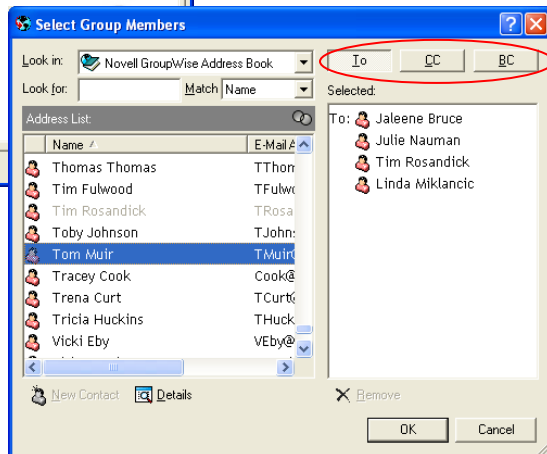 Select Group Members
Look in: Novell GroupWise Address Book
To CC BC
Look for: Match Name
Selected:
Address List:
Name E-Mail A
Thomas Thomas TThom
Tim Fulwood TFulw
Tim Rosandick TRosa
Toby Johnson TJohn
Tom Muir TMuir
Tracey Cook Cook@
Trena Curt TCurt
Tricia Huckins THuck
Vicki Eby VEby@
To: Jaleene Bruce
Julie Nauman
Tim Rosandick
Linda Miklancic
New Contact Details
Remove
OK Cancel